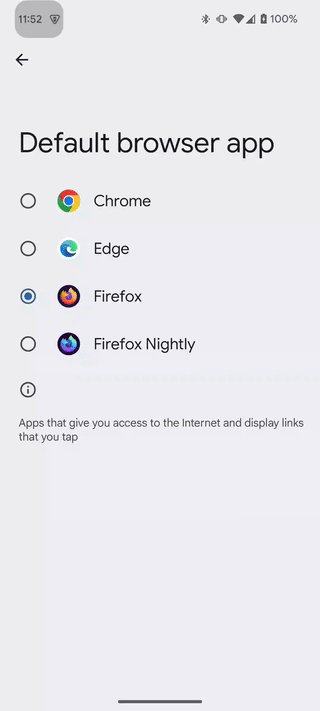 11:52 100%
Default browser app
Chrome
Edge
Firefox
Firefox Nightly
Apps that give you access to the Internet and display links
that you tap